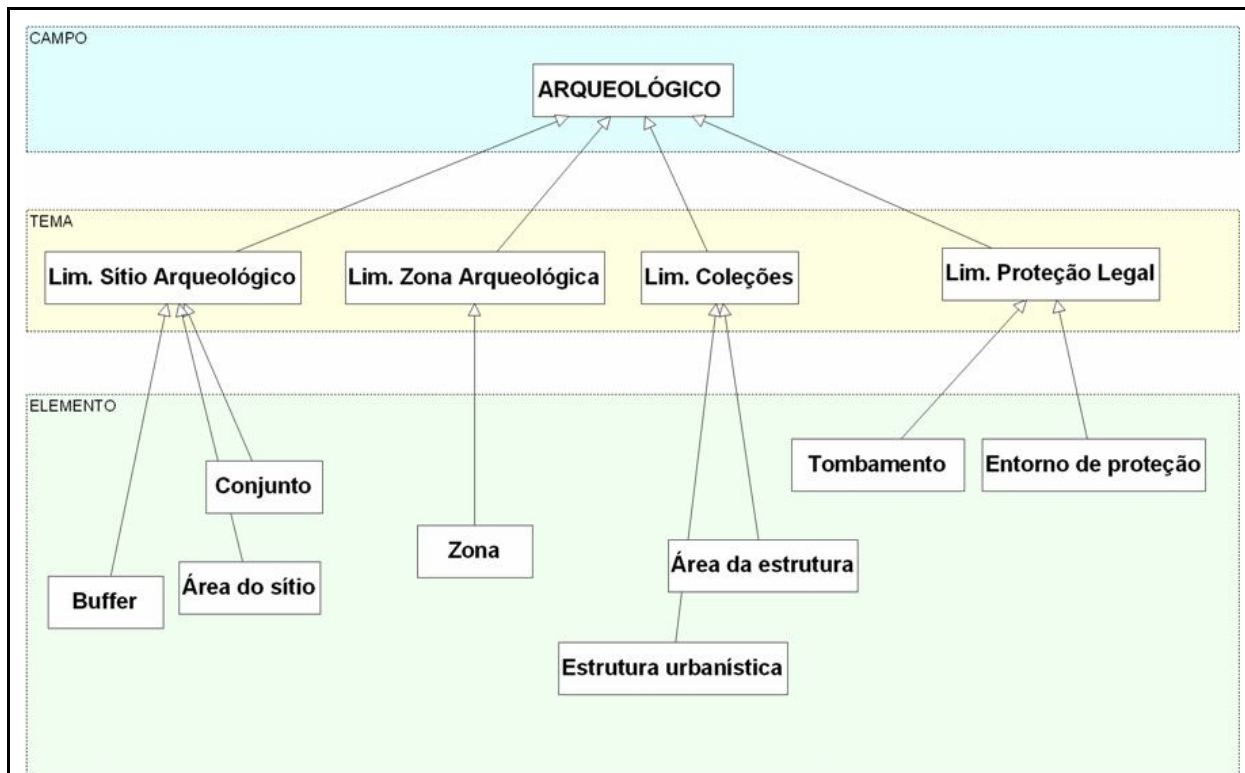 CAMPO
ARQUEOLÓGICO
TEMA
Lim. Sítio Arqueológico
Lim. Zona Arqueológica
Lim. Coleções
Lim. Proteção Legal
ELEMENTO
Conjunto
Tombamento
Entorno de proteção
Buffer
Área do sítio
Zona
Área da estrutura
Estrutura urbanística